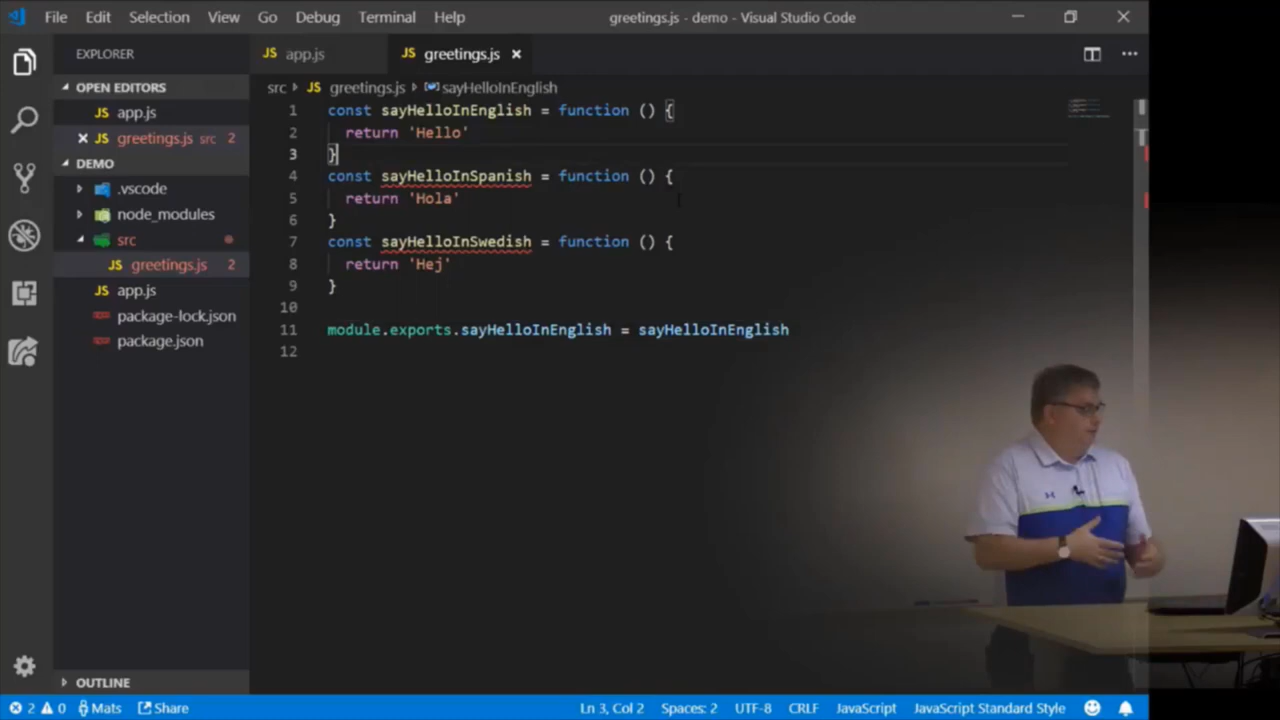 File Edit Selection View Go Debug Terminal Help greetings.js - demo - Visual Studio Code
EXPLORER
OPEN EDITORS
JS app.js
JS greetings.js src 2
DEMO
.vscode
node_modules
src
JS greetings.js 2
JS app.js
package-lock.json
package.json
OUTLINE
JS app.js JS greetings.js
src JS greetings.js sayHelloInEnglish
1 const sayHelloInEnglish = function () {
2 return 'Hello'
3 }
4 const sayHelloInSpanish = function () {
5 return 'Hola'
6 }
7 const sayHelloInSwedish = function () {
8 return 'Hej'
9 }
10
11 module.exports.sayHelloInEnglish = sayHelloInEnglish
12
2 0 Mats Share Ln 3, Col 2 Spaces: 2 UTF-8 CRLF JavaScript JavaScript Standard Style